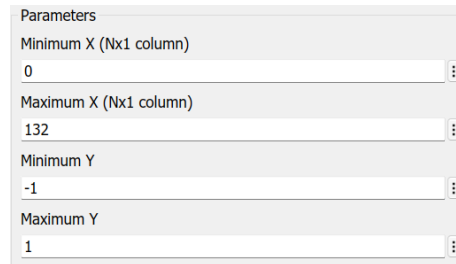 Parameters
Minimum X (Nx1 column)
0
Maximum X (Nx1 column)
132
Minimum Y
-1
Maximum Y
1